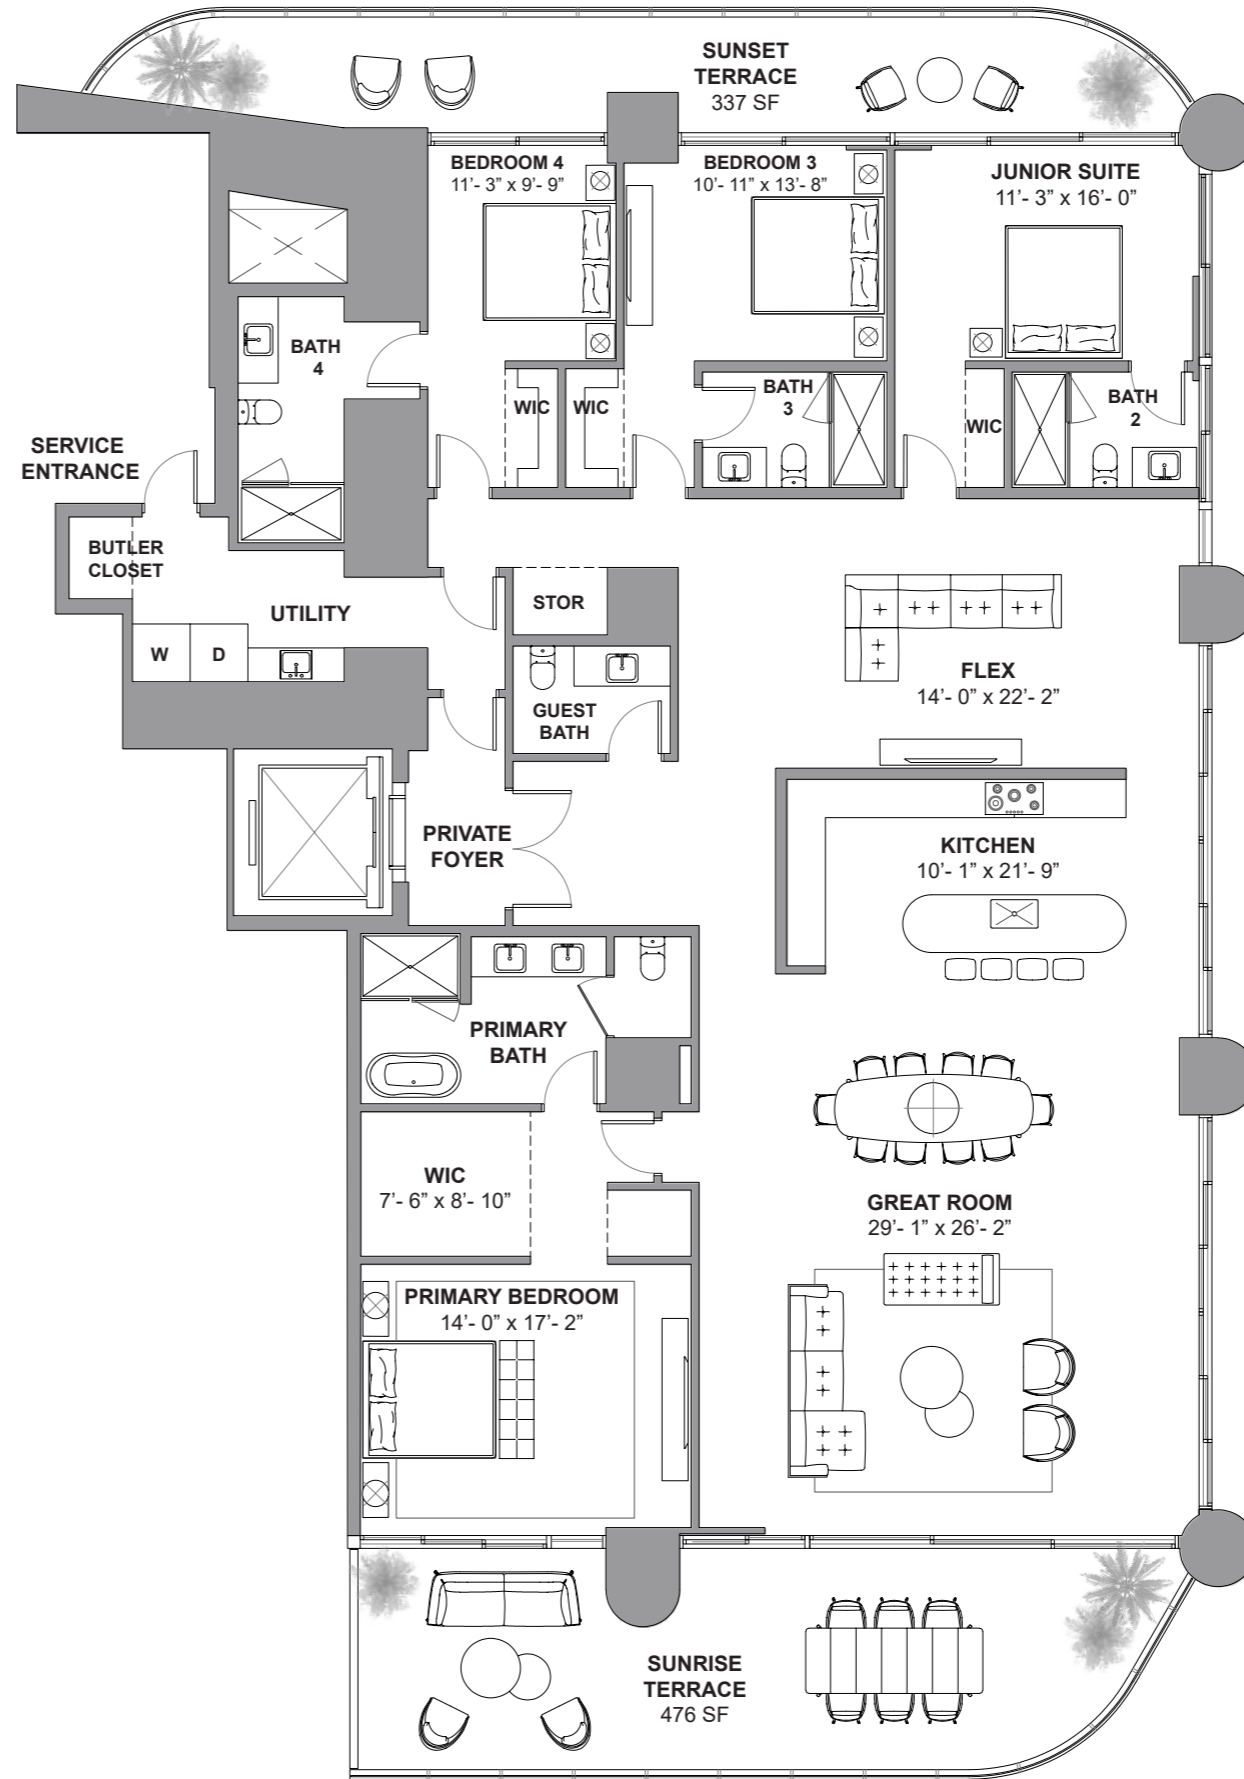 SUNSET
TERRACE
337 SF
BEDROOM 4
11'- 3” x 9'- 9”
BEDROOM 3
10'- 11” x 13'- 8”
JUNIOR SUITE
11'- 3” x 16'- 0”
BATH
4
WIC
WIC
BATH
3
WIC
BATH
2
SERVICE
ENTRANCE
BUTLER
CLOSET
UTILITY
W
D
STOR
GUEST
BATH
FLEX
14'- 0” x 22'- 2”
PRIVATE
FOYER
KITCHEN
10'- 1” x 21'- 9”
PRIMARY
BATH
WIC
7'- 6” x 8'- 10”
GREAT ROOM
29'- 1” x 26'- 2”
PRIMARY BEDROOM
14'- 0” x 17'- 2”
SUNRISE
TERRACE
476 SF